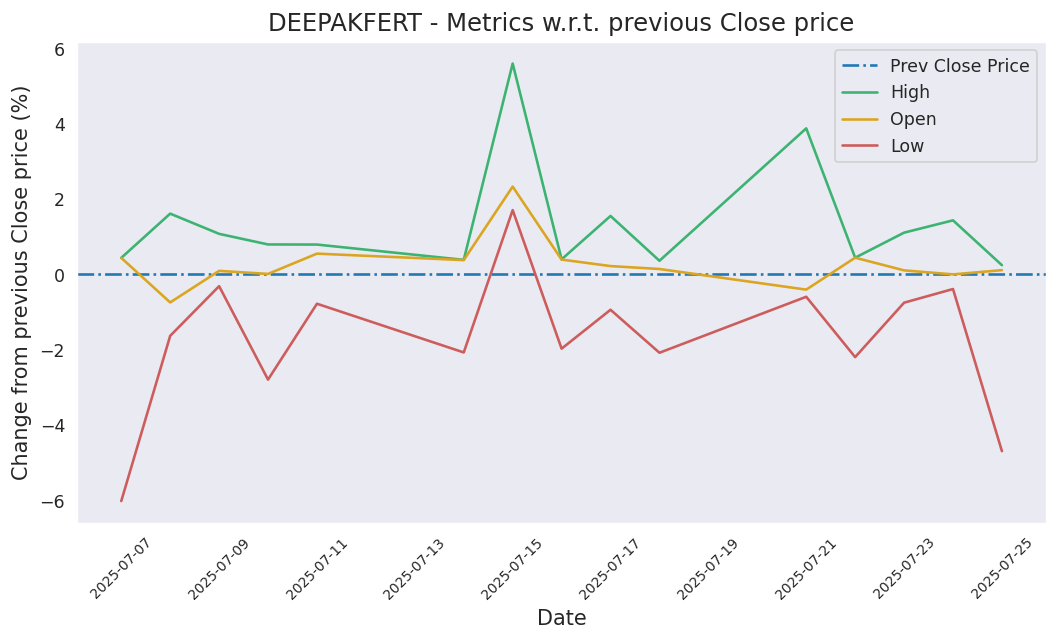 DEEPAKFERT - Metrics w.r.t. previous Close price
Prev Close Price
High
Open
Low
Change from previous Close price (%)
6
4
2
0
−2
−4
−6
2025-07-07
2025-07-09
2025-07-11
2025-07-13
2025-07-15
2025-07-17
2025-07-19
2025-07-21
2025-07-23
2025-07-25
Date